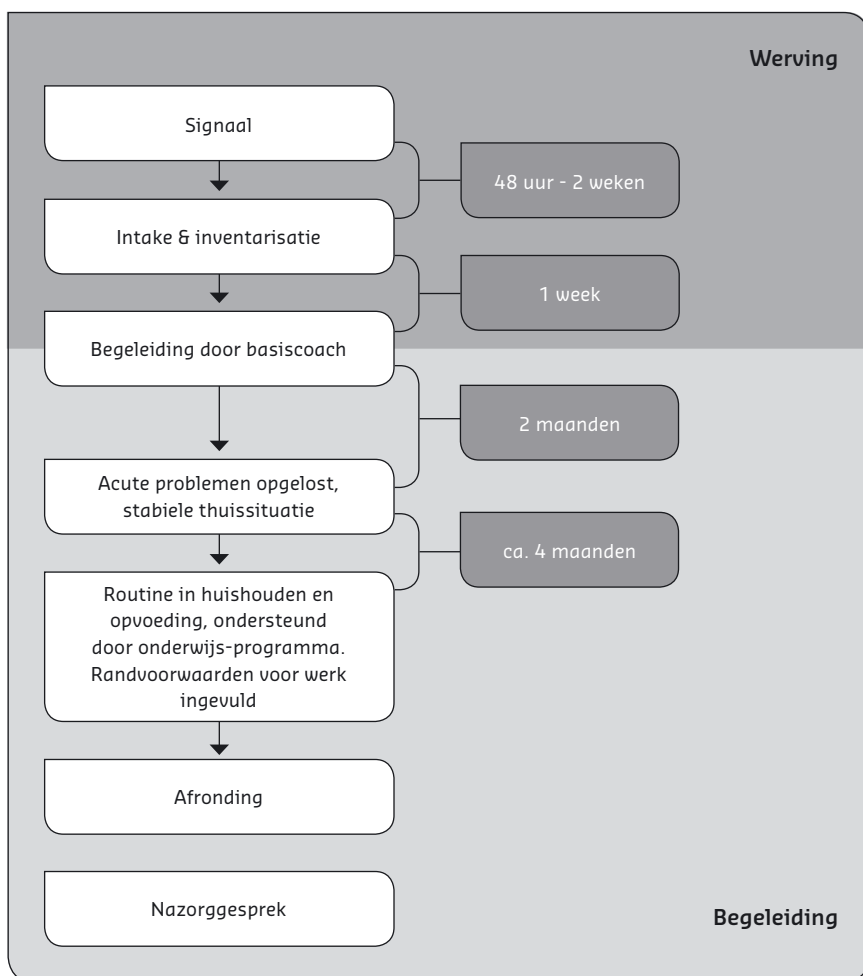 Werving
Signaal
48 uur - 2 weken
Intake & inventarisatie
1 week
Begeleiding door basiscoach
2 maanden
Acute problemen opgelost,
stabiele thuissituatie
ca. 4 maanden
Routine in huishouden en
opvoeding, ondersteund
door onderwijs-programma.
Randvoorwaarden voor werk
ingevuld
Afronding
Nazorggesprek
Begeleiding